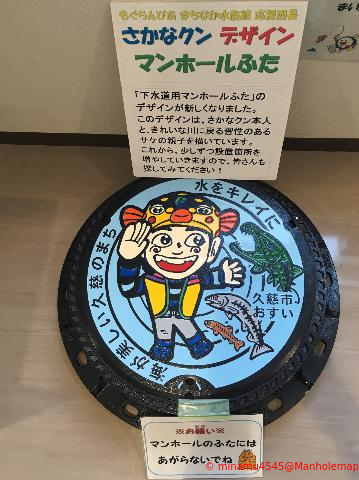 もぐらんぴあ まちなか水族館 応援団長
さかなクン デザイン
マンホールふた
「下水道用マンホールふた」の
デザインが新しくなりました。
このデザインは、さかなクン本人
と、きれいな川に戻る習性のある
サケの親子を描いています。
これから、少しずつ設置箇所を
増やしていきますので、皆さんも
探してみてください！
水をキレイに
海が美しい久慈のまち
久慈市
おすい
※お願い※
マンホールのふたには
あがらないでね
© minamu4545@Manholemap